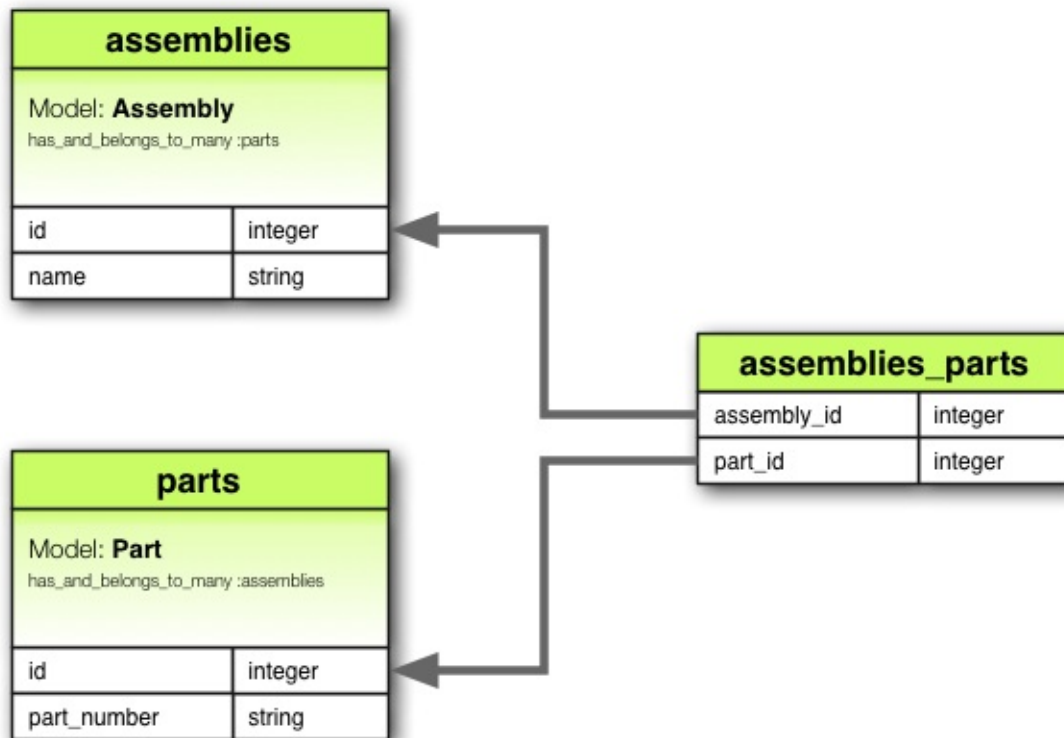 assemblies
Model: Assembly
has_and_belongs_to_many :parts
id integer
name string
assemblies_parts
assembly_id integer
part_id integer
parts
Model: Part
has_and_belongs_to_many :assemblies
id integer
part_number string